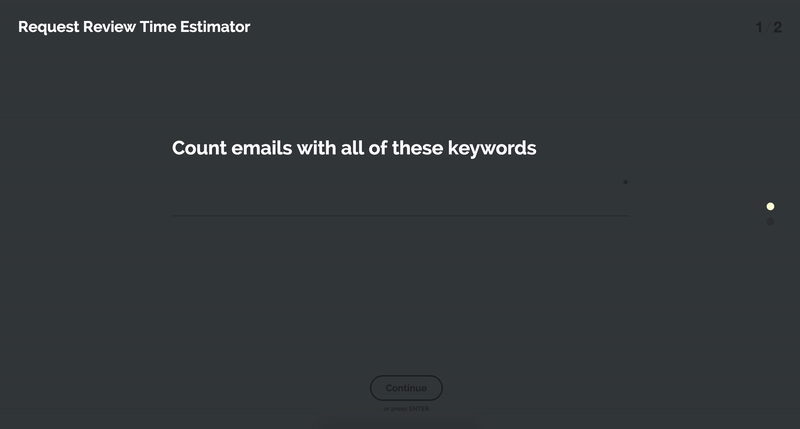 Request Review Time Estimator
1 2
Count emails with all of these keywords
Continue
or press ENTER